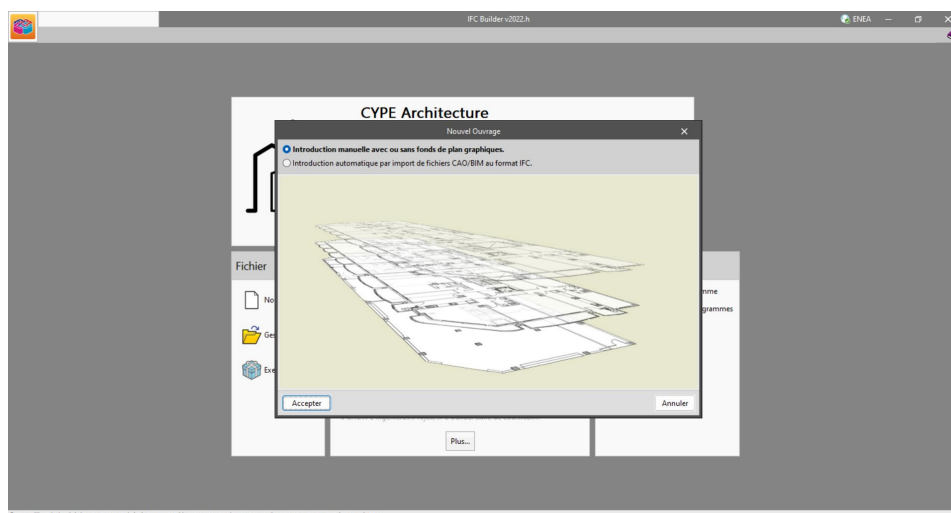 IFC Builder v2022.h
ENEA
CYPE Architecture
Nouvel Ouvrage
Introduction manuelle avec ou sans fonds de plan graphiques.
Introduction automatique par import de fichiers CAO/BIM au format IFC.
Fichier
No
Ges
Exe
mme
grammes
Accepter
Annuler
Plus...